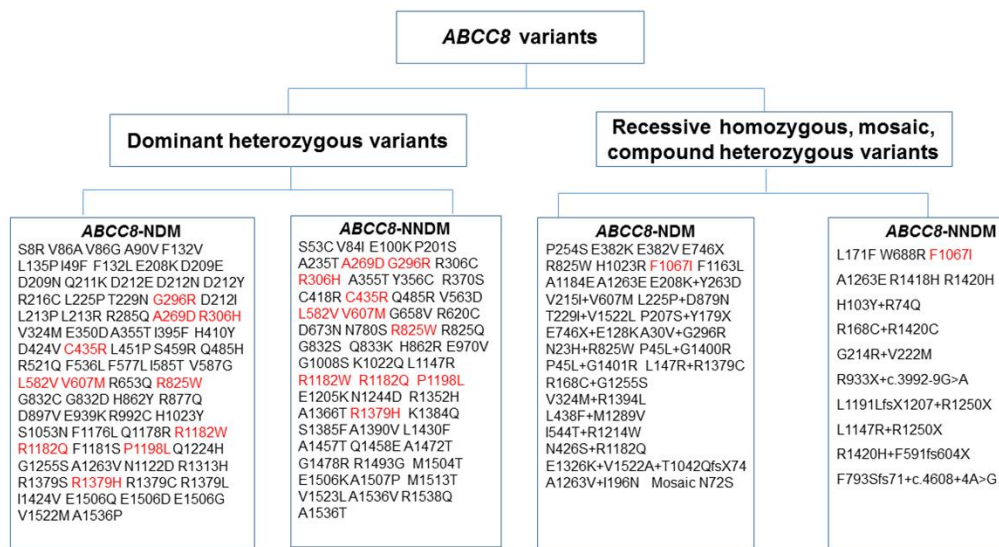 ABCC8 variants
Dominant heterozygous variants
Recessive homozygous, mosaic,
compound heterozygous variants
ABCC8-NDM
S8R V86A V86G A90V F132V
L135P I49F F132L E208K D209E
D209N Q211K D212E D212N D212Y
R216C L225P T229N G296R D212I
L213P L213R R285Q A269D R306H
V324M E350D A355T I395F H410Y
D424V C435R L451P S459R Q485H
R521Q F536L F577L I585T V587G
L582V V607M R653Q R825W
G832C G832D H862Y R877Q
D897V E939K R992C H1023Y
S1053N F1176L Q1178R R1182W
R1182Q F1181S P1198L Q1224H
G1255S A1263V N1122D R1313H
R1379S R1379H R1379C R1379L
I1424V E1506Q E1506D E1506G
V1522M A1536P
ABCC8-NNDM
S53C V84I E100K P201S
A235T A269D G296R R306C
R306H A355T Y356C R370S
C418R C435R Q485R V563D
L582V V607M G658V R620C
D673N N780S R825W R825Q
G832S Q833K H862R E970V
G1008S K1022Q L1147R
R1182W R1182Q P1198L
E1205K N1244D R1352H
A1366T R1379H K1384Q
S1385F A1390V L1430F
A1457T Q1458E A1472T
G1478R R1493G M1504T
E1506K A1507P M1513T
V1523L A1536V R1538Q
A1536T
ABCC8-NDM
P254S E382K E382V E746X
R825W H1023R F1067I F1163L
A1184E A1263E E208K+Y263D
V215I+V607M L225P+D879N
T229I+V1522L P207S+Y179X
E746X+E128K A30V+G296R
N23H+R825W P45L+G1400R
P45L+G1401R L147R+R1379C
R168C+G1255S
V324M+R1394L
L438F+M1289V
I544T+R1214W
N426S+R1182Q
E1326K+V1522A+T1042QfsX74
A1263V+I196N Mosaic N72S
ABCC8-NNDM
L171F W688R F1067I
A1263E R1418H R1420H
H103Y+R74Q
R168C+R1420C
G214R+V222M
R933X+c.3992-9G>A
L1191LfsX1207+R1250X
L1147R+R1250X
R1420H+F591fs604X
F793Sfs71+c.4608+4A>G